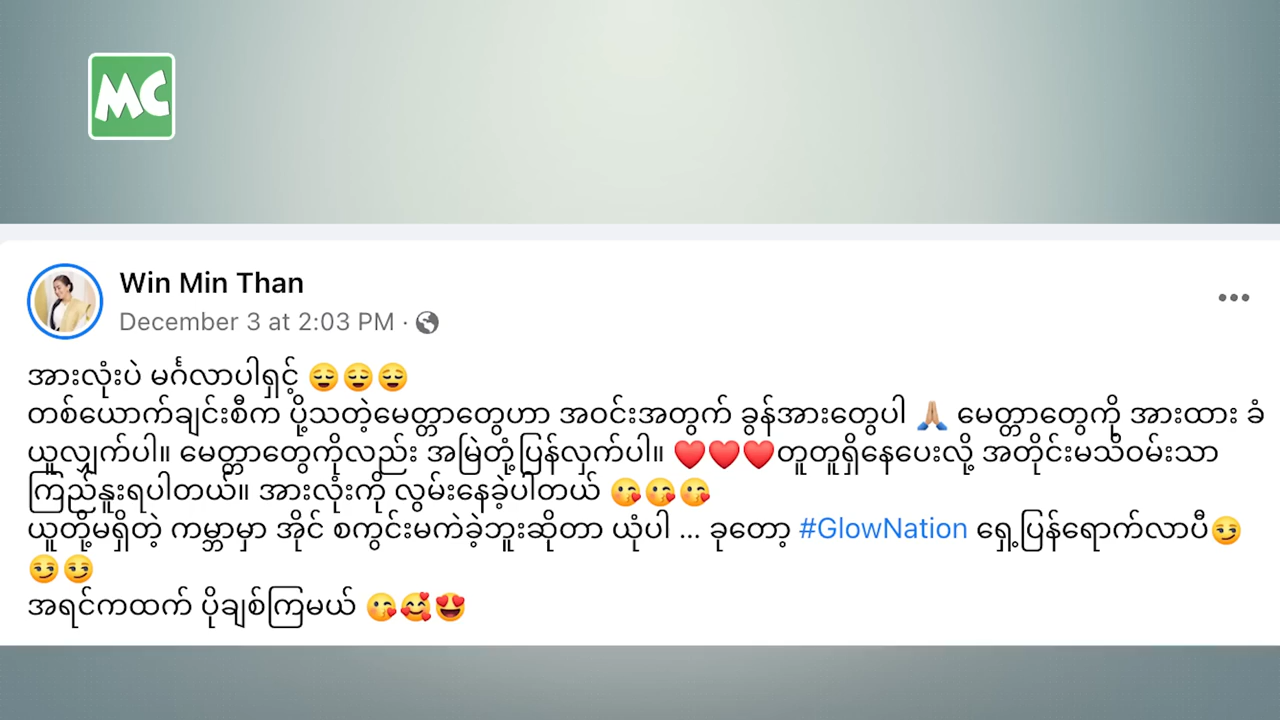 MC
Win Min Than
December 3 at 2:03 PM ·
အားလုံးပဲ မင်္ဂလာပါရှင့် 😌😌😌
တစ်ယောက်ချင်းစီက ပို့သတဲ့မေတ္တာတွေဟာ အဝင်းအတွက် ခွန်အားတွေပါ 🙏🏼 မေတ္တာတွေကို အားထား ခံ
ယူလျှက်ပါ။ မေတ္တာတွေကိုလည်း အမြဲတုံ့ပြန်လှက်ပါ။ ❤️❤️❤️တူတူရှိနေပေးလို့ အတိုင်းမသိဝမ်းသာ
ကြည်နူးရပါတယ်။ အားလုံးကို လွမ်းနေခဲ့ပါတယ် 😘😘😘
ယူတို့မရှိတဲ့ ကမ္ဘာမှာ အိုင် စကွင်းမကဲခဲ့ဘူးဆိုတာ ယုံပါ ... ခုတော့ #GlowNation ရှေ့ပြန်ရောက်လာပီ😏
😏😏
အရင်ကထက် ပိုချစ်ကြမယ် 😘🥰😍